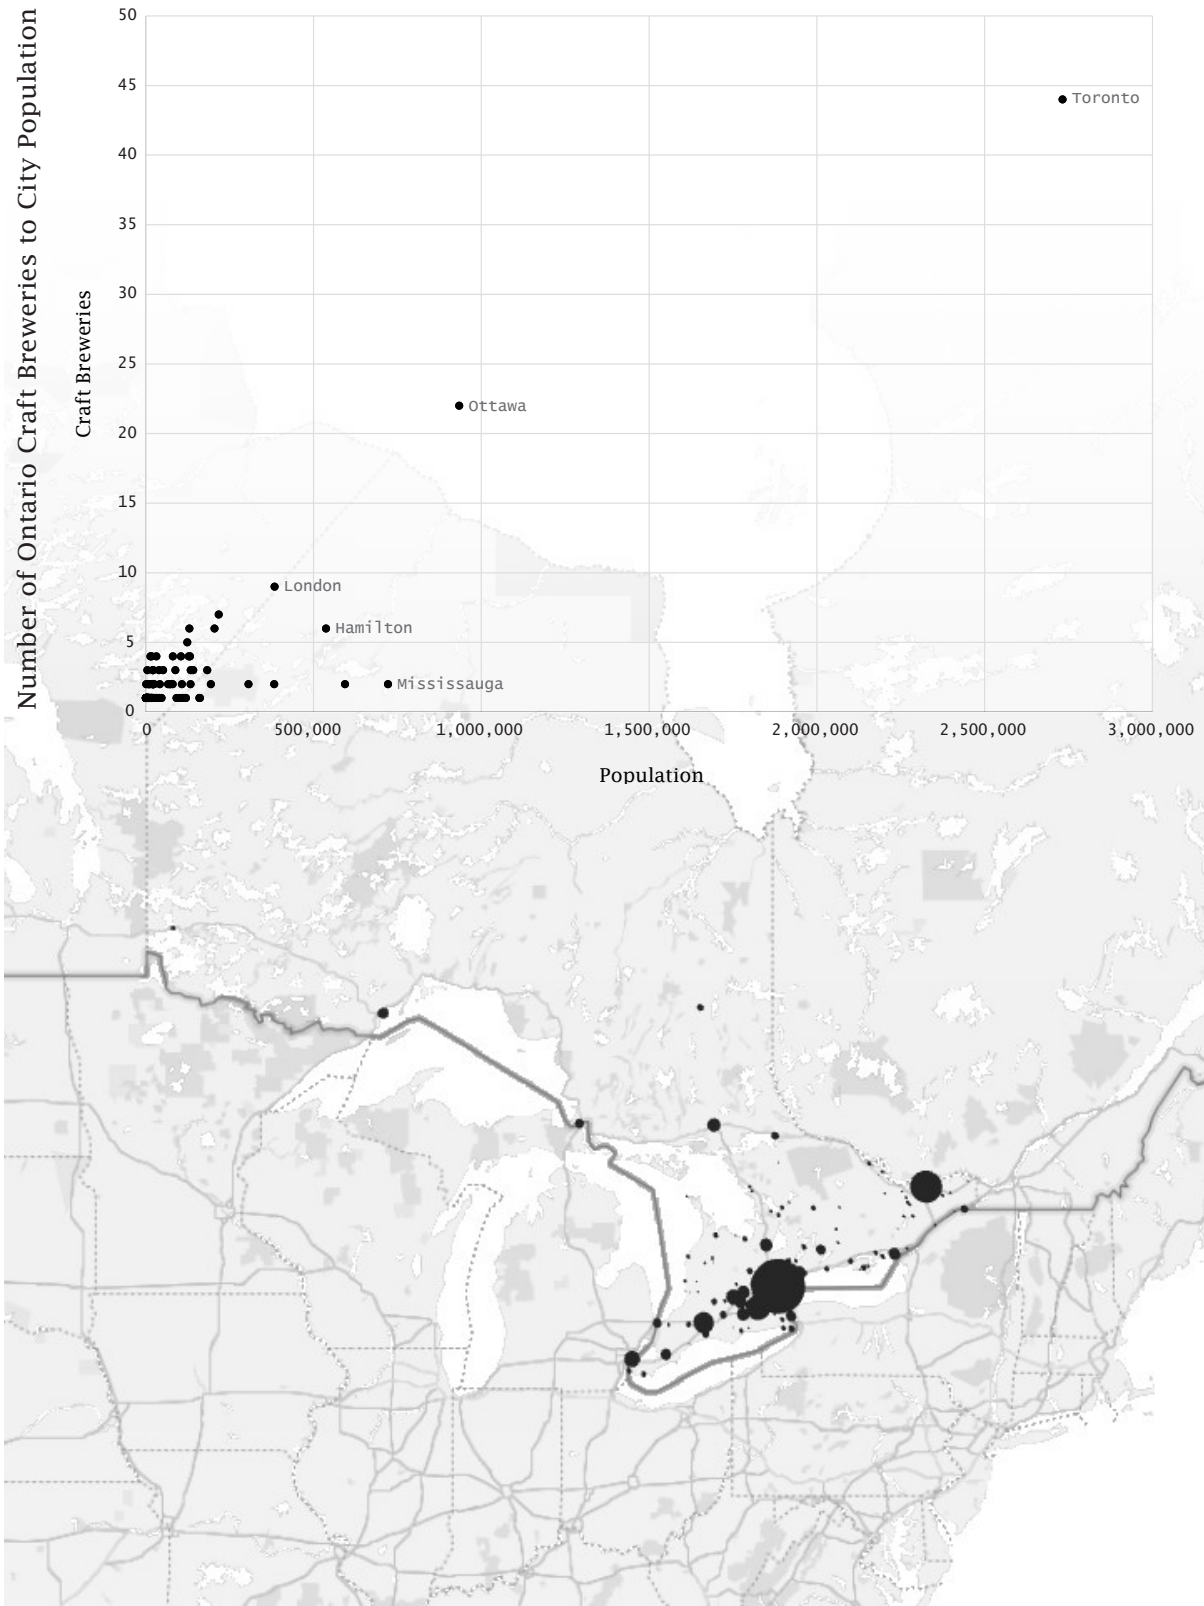 Number of Ontario Craft Breweries to City Population
Craft Breweries
50
45
40
35
30
25
20
15
10
5
0
Toronto
Ottawa
London
Hamilton
Mississauga
0
500,000
1,000,000
1,500,000
2,000,000
2,500,000
3,000,000
Population